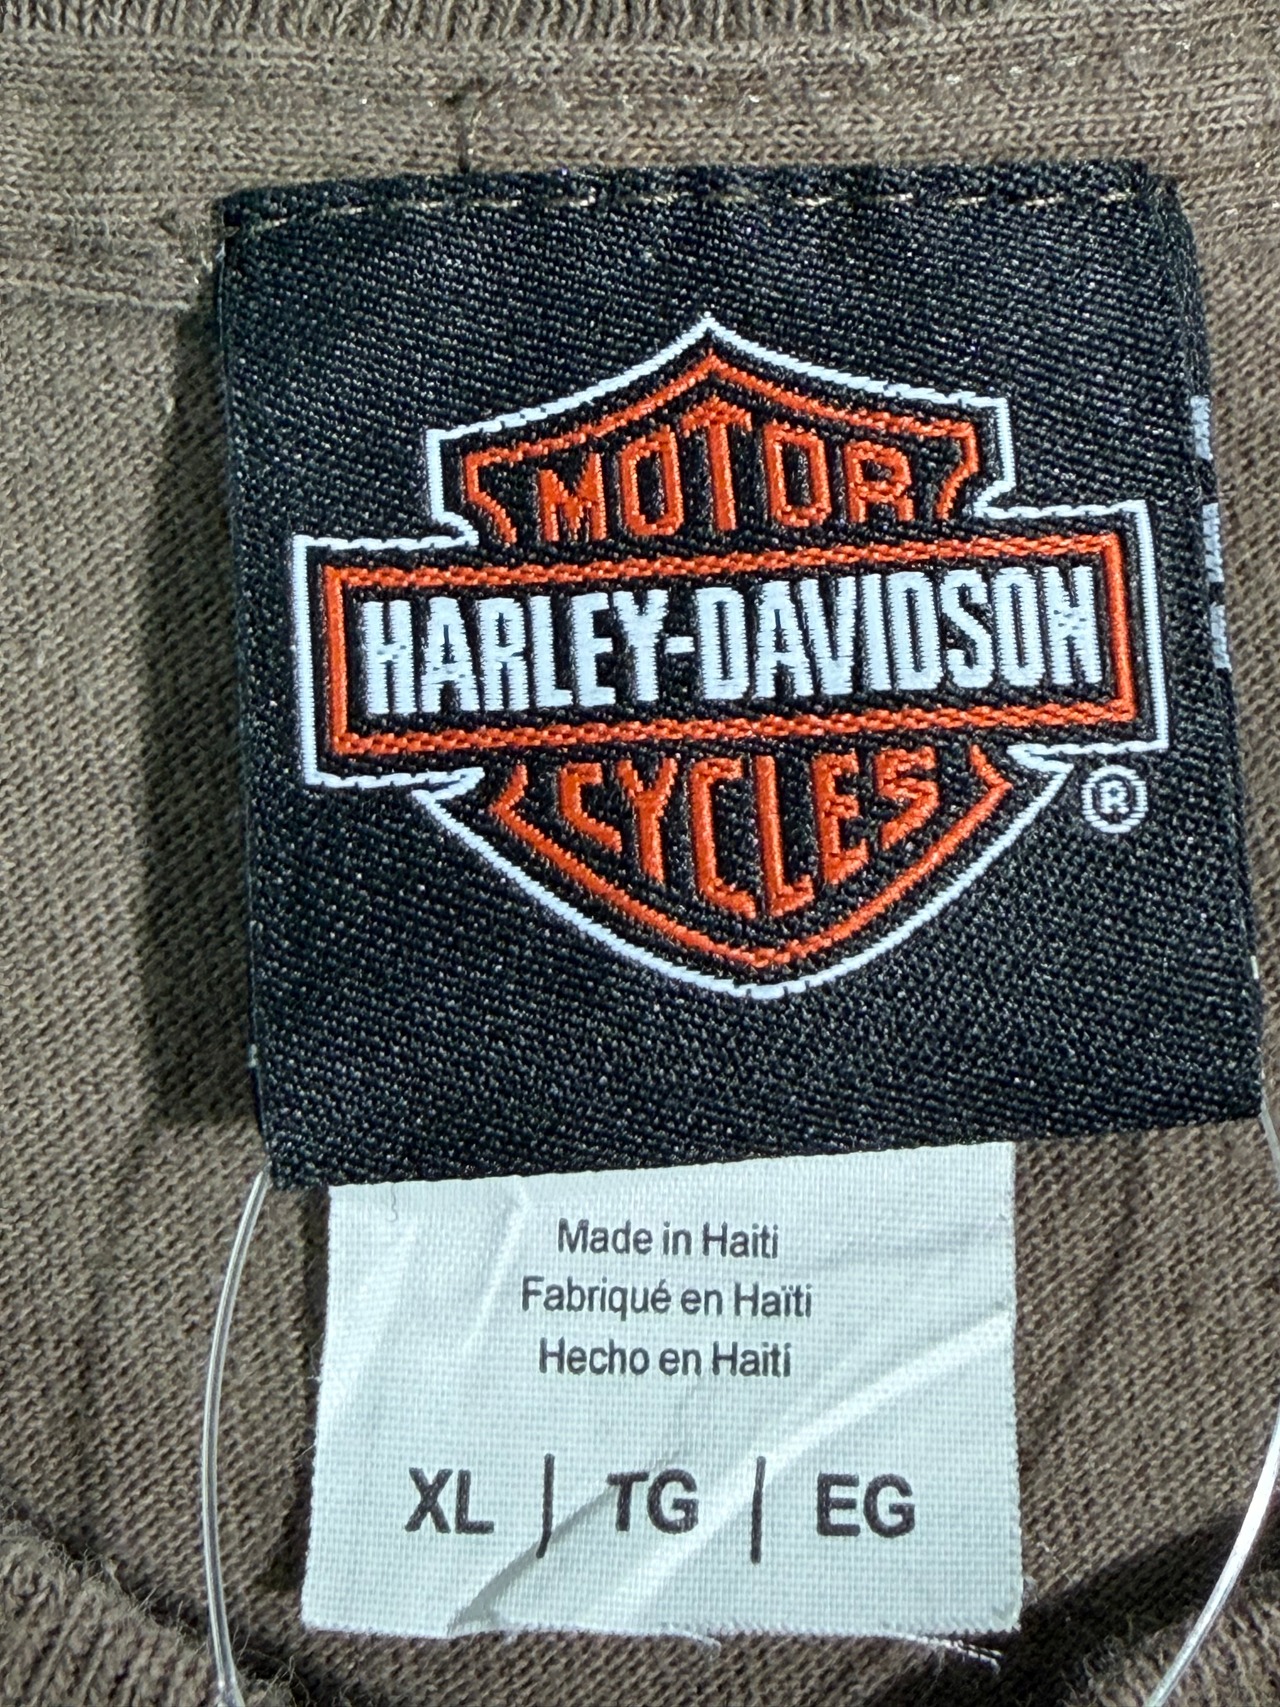 MOTOR
HARLEY-DAVIDSON
CYCLES
®
Made in Haiti
Fabriqué en Haïti
Hecho en Haití
XL | TG | EG